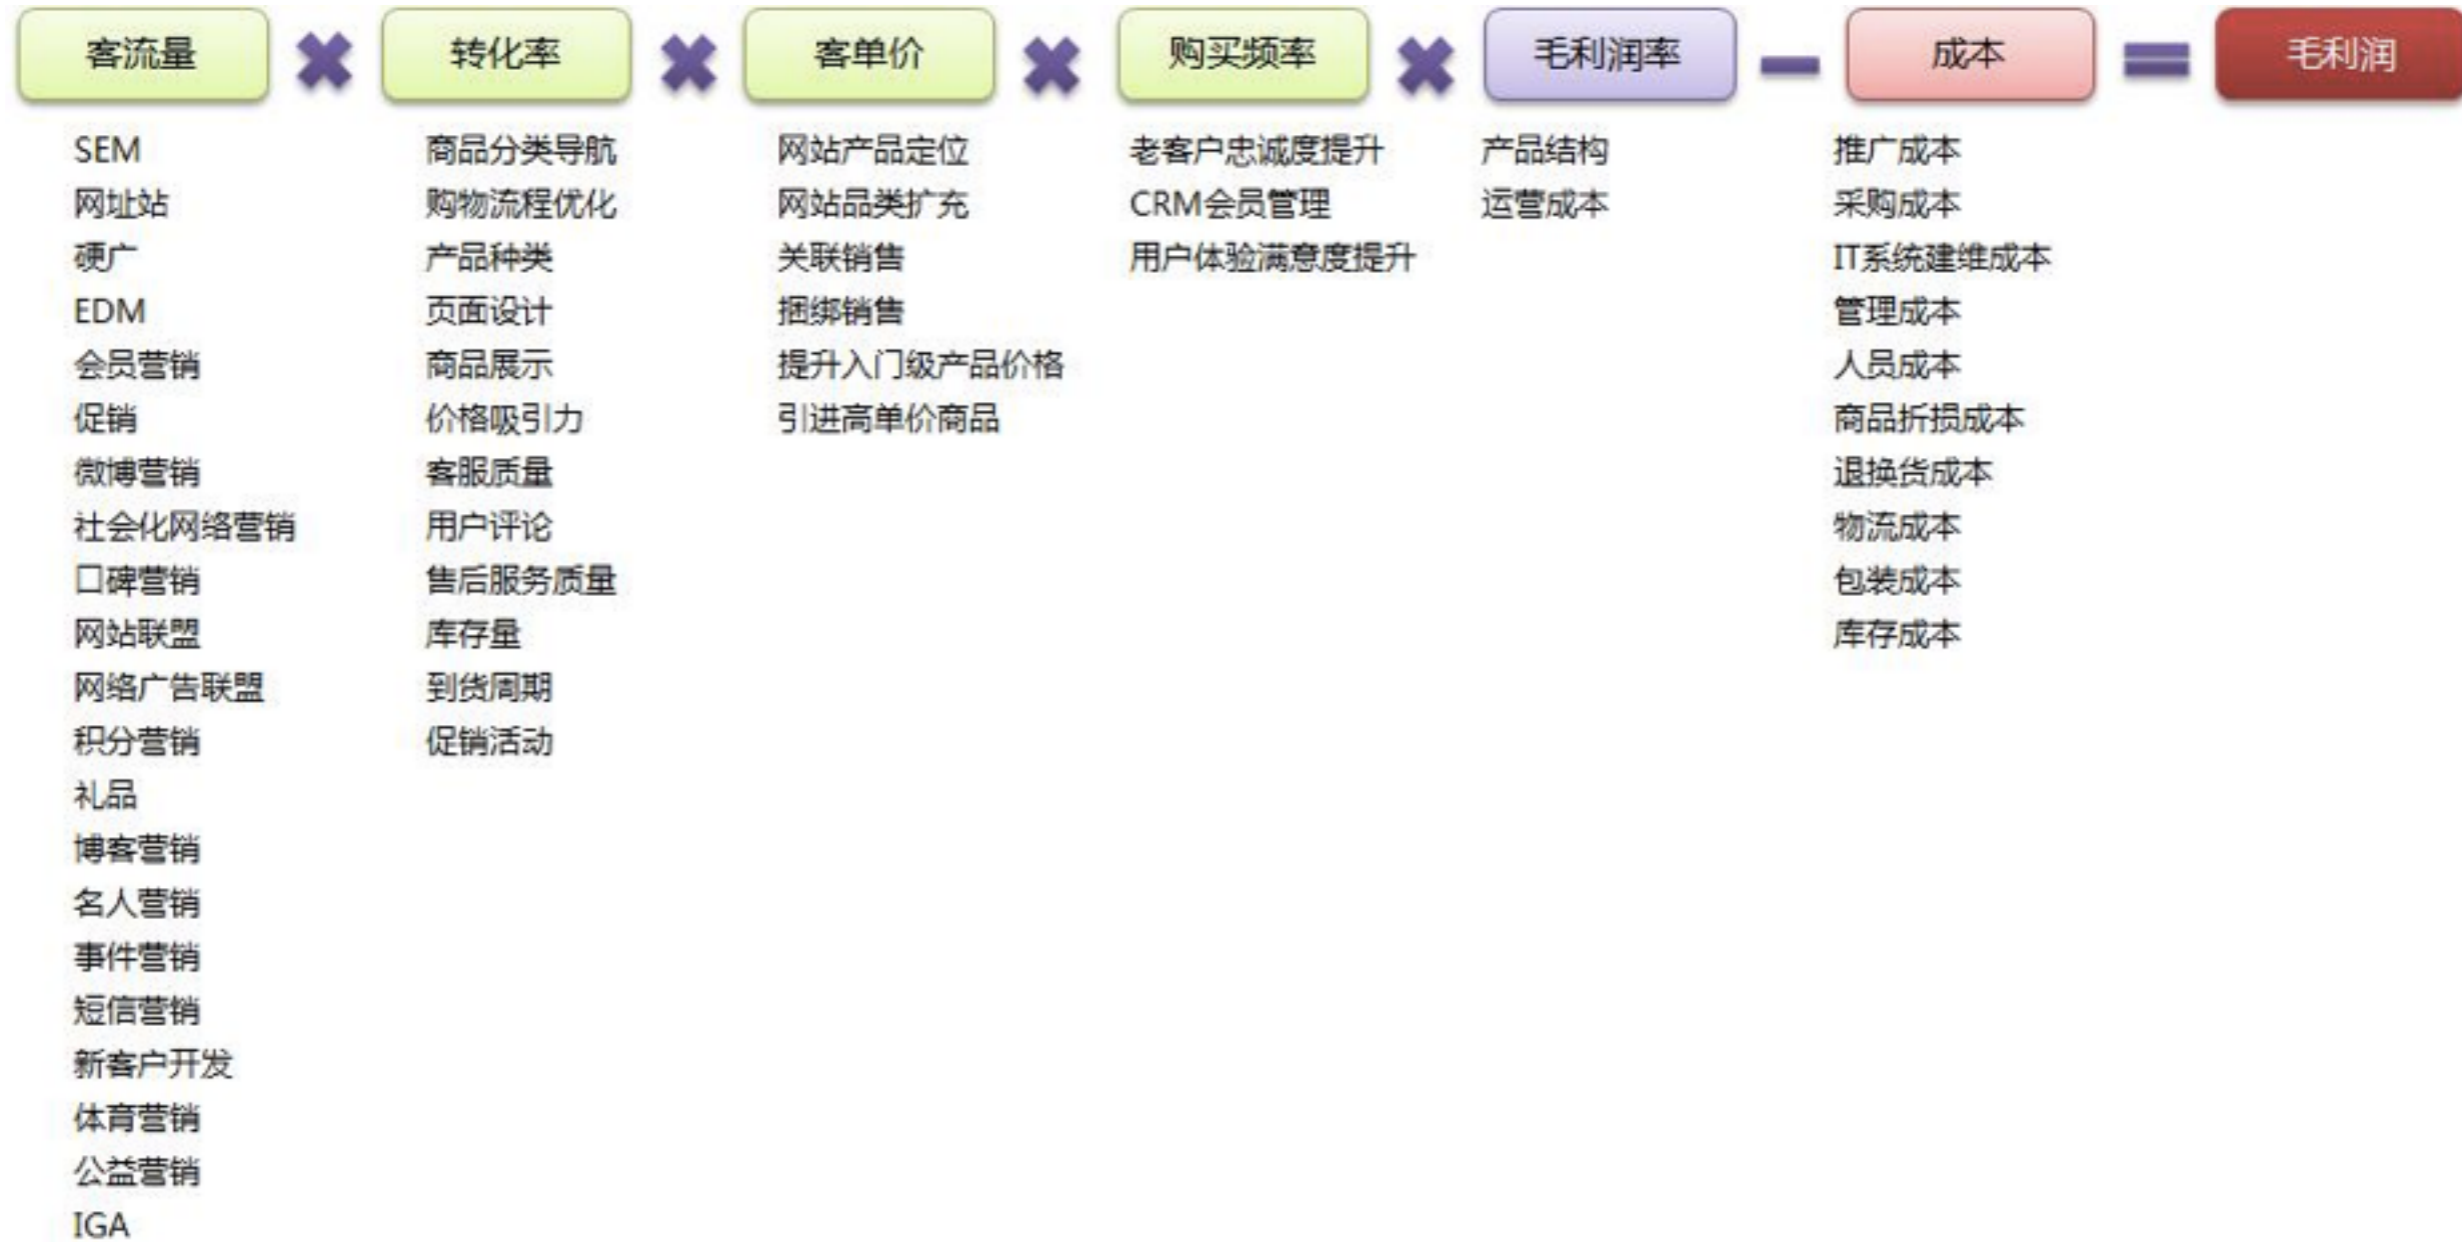 客流量 ✖ 转化率 ✖ 客单价 ✖ 购买频率 ✖ 毛利润率 － 成本 ＝ 毛利润
SEM 商品分类导航 网站产品定位 老客户忠诚度提升 产品结构 推广成本
网址站 购物流程优化 网站品类扩充 CRM会员管理 运营成本 采购成本
硬广 产品种类 关联销售 用户体验满意度提升 IT系统建维成本
EDM 页面设计 捆绑销售 管理成本
会员营销 商品展示 提升入门级产品价格 人员成本
促销 价格吸引力 引进高单价商品 商品折损成本
微博营销 客服质量 退换货成本
社会化网络营销 用户评论 物流成本
口碑营销 售后服务质量 包装成本
网站联盟 库存量 库存成本
网络广告联盟 到货周期
积分营销 促销活动
礼品
博客营销
名人营销
事件营销
短信营销
新客户开发
体育营销
公益营销
IGA